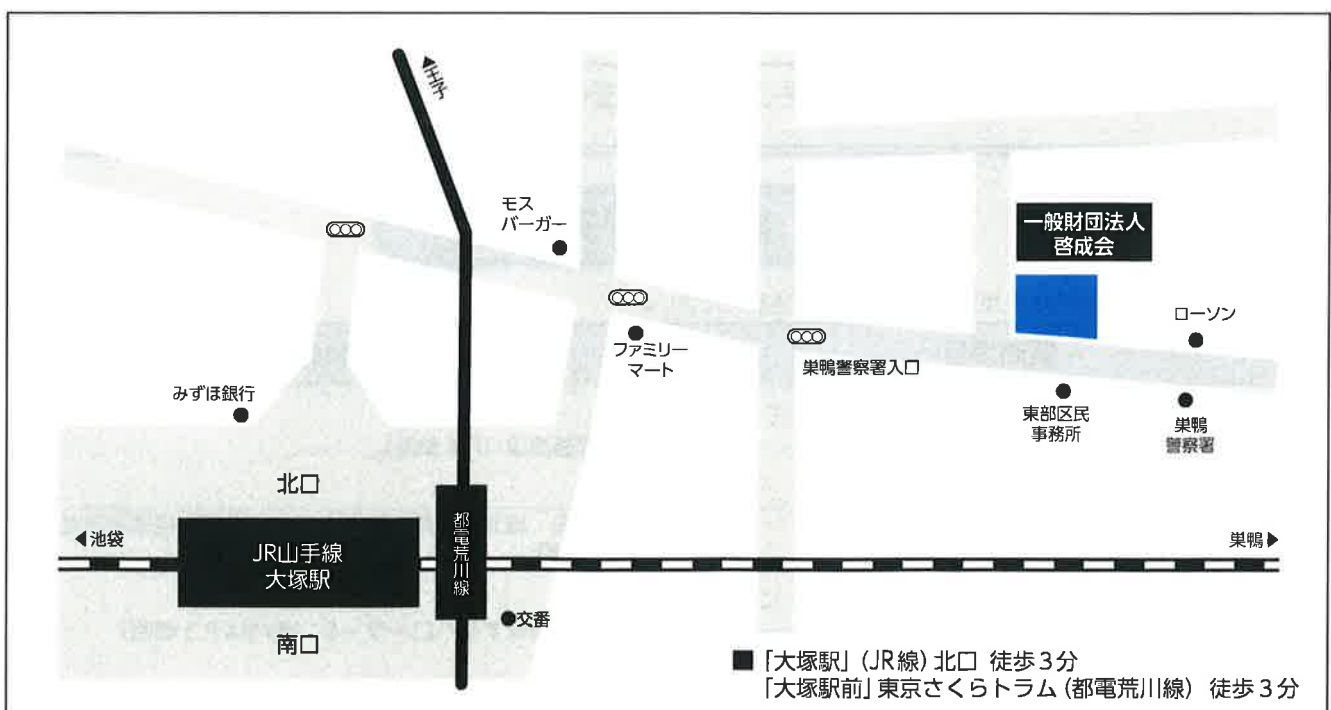 ▲王子
モス
バーガー
一般財団法人
啓成会
ローソン
ファミリー
マート
巣鴨警察署入口
みずほ銀行
東部区民
事務所
巣鴨
警察署
北口
◀池袋
JR山手線
大塚駅
都電荒川線
巣鴨▶
交番
南口
■「大塚駅」(JR線) 北口 徒歩3分
「大塚駅前」東京さくらトラム(都電荒川線) 徒歩3分